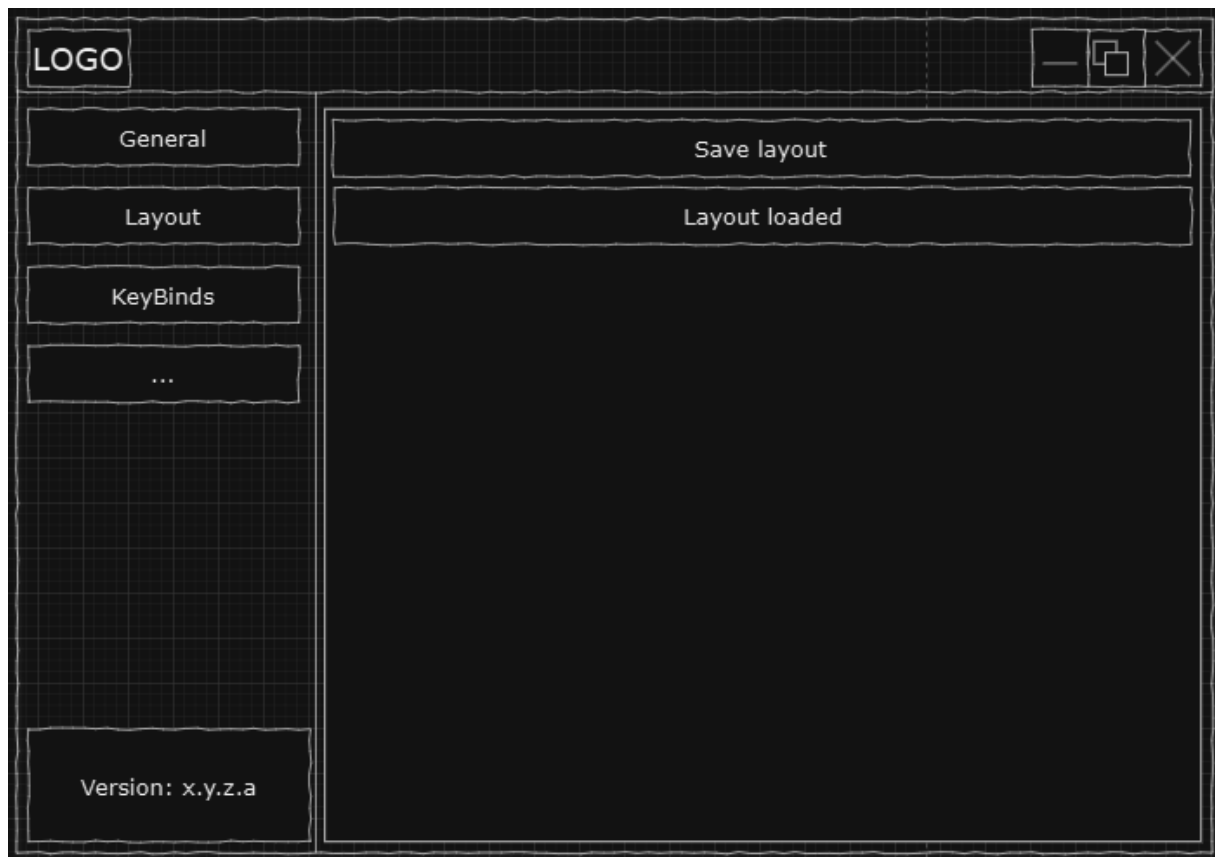 LOGO
General
Layout
KeyBinds
...
Version: x.y.z.a
Save layout
Layout loaded